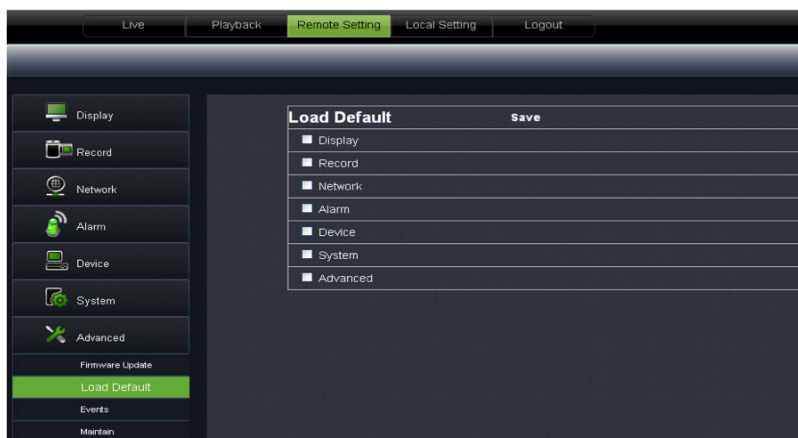 Live Playback Remote Setting Local Setting Logout
Display
Record
Network
Alarm
Device
System
Advanced
Firmware Update
Load Default
Events
Maintain
Load Default Save
Display
Record
Network
Alarm
Device
System
Advanced